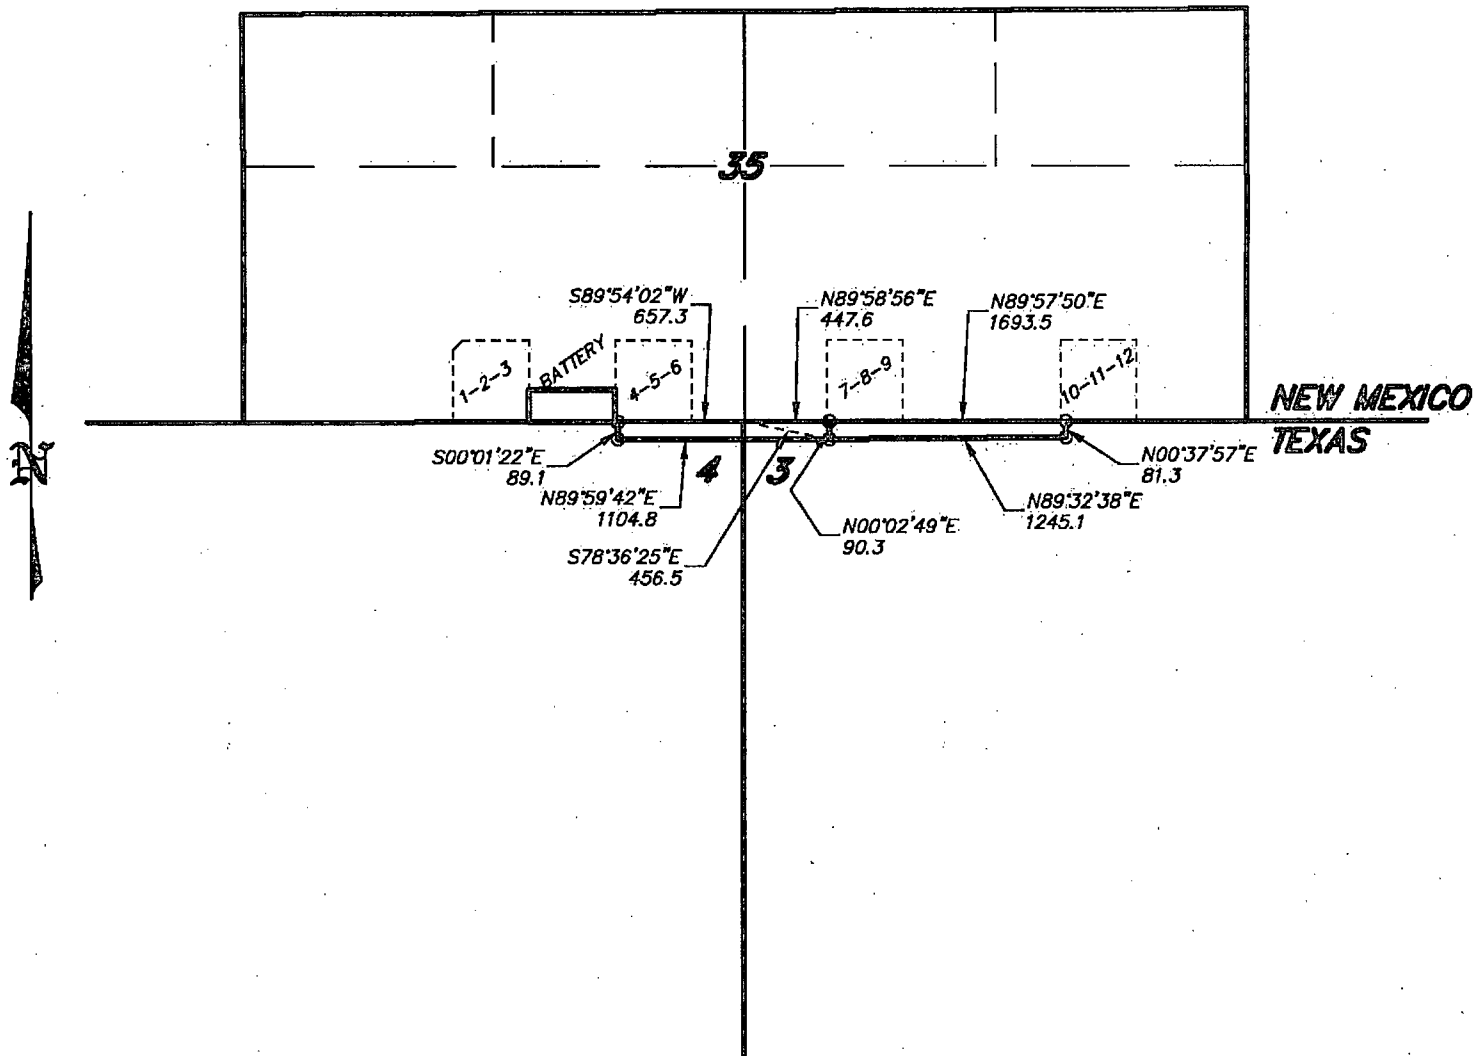 35
S89°54'02"W
657.3
N89°58'56"E
447.6
N89°57'50"E
1693.5
1-2-3
BATTERY
4-5-6
7-8-9
10-11-12
NEW MEXICO
TEXAS
S00°01'22"E
89.1
4
3
N00°37'57"E
81.3
N89°59'42"E
1104.8
N89°32'38"E
1245.1
N00°02'49"E
90.3
S78°36'25"E
456.5
N